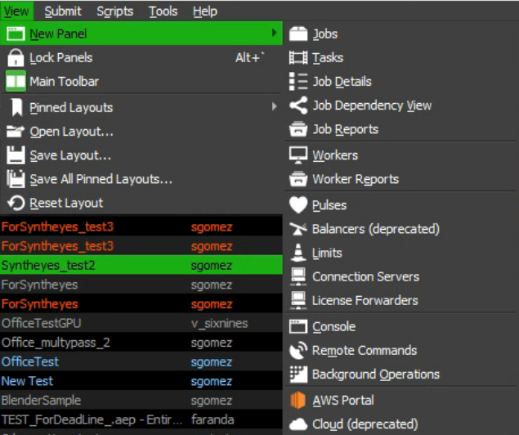 View Submit Scripts Tools Help
New Panel
Lock Panels Alt+`
Main Toolbar
Pinned Layouts
Open Layout...
Save Layout...
Save All Pinned Layouts...
Reset Layout
Jobs
Tasks
Job Details
Job Dependency View
Job Reports
Workers
Worker Reports
Pulses
Balancers (deprecated)
Limits
Connection Servers
License Forwarders
Console
Remote Commands
Background Operations
AWS Portal
Cloud (deprecated)
ForSyntheyes_test3 sgomez
ForSyntheyes_test3 sgomez
Syntheyes_test2 sgomez
ForSyntheyes sgomez
ForSyntheyes sgomez
OfficeTestGPU v_sixnines
Office_multypass_2 sgomez
OfficeTest sgomez
New Test sgomez
BlenderSample sgomez
TEST_ForDeadLine_.aep - Entir... faranda